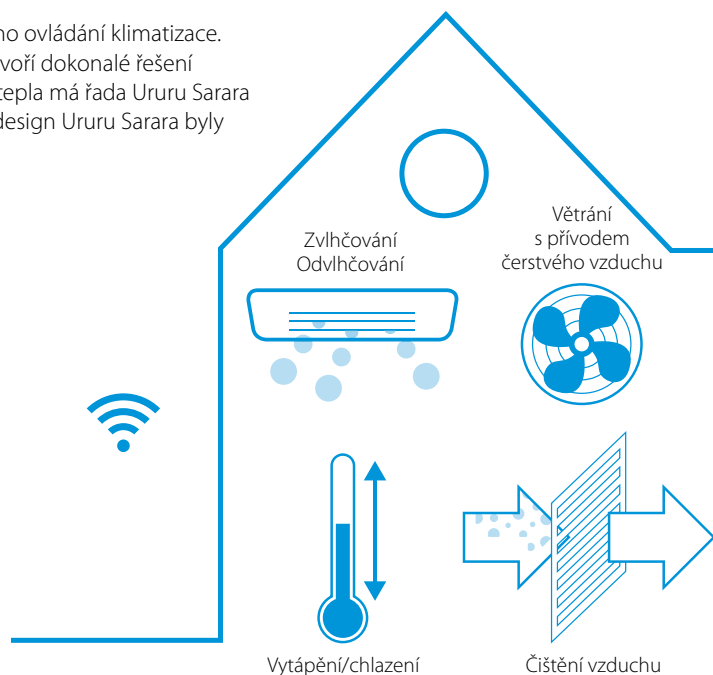 no ovládání klimatizace.
voří dokonalé řešení
tepla má řada Ururu Sarara
design Ururu Sarara byly
Zvlhčování
Odvlhčování
Větrání
s přívodem
čerstvého vzduchu
Vytápění/chlazení
Čištění vzduchu